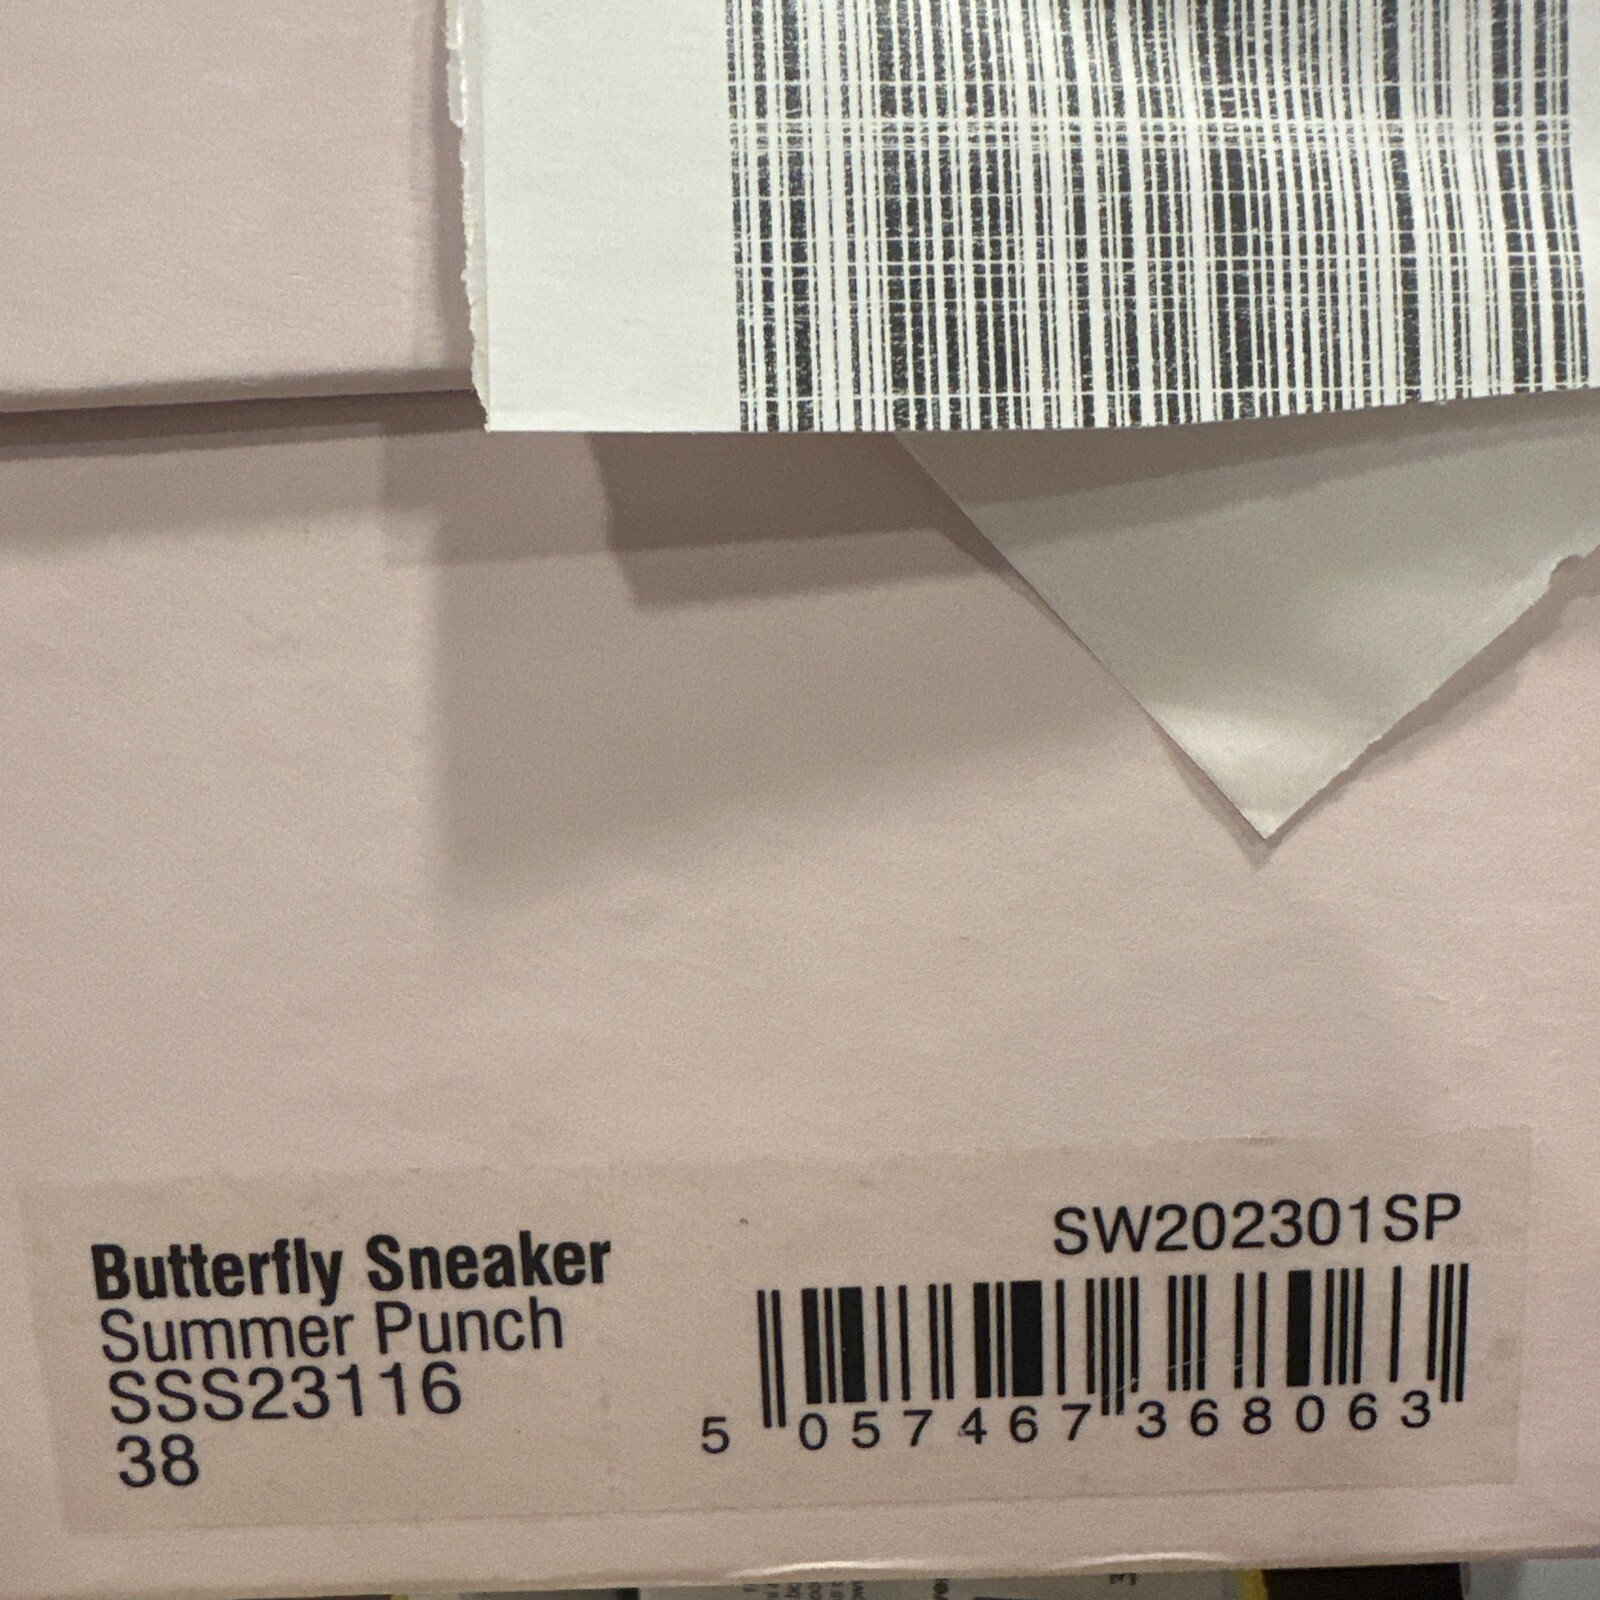 Butterfly Sneaker
Summer Punch
SSS23116
38
SW202301SP
5 057467 368063